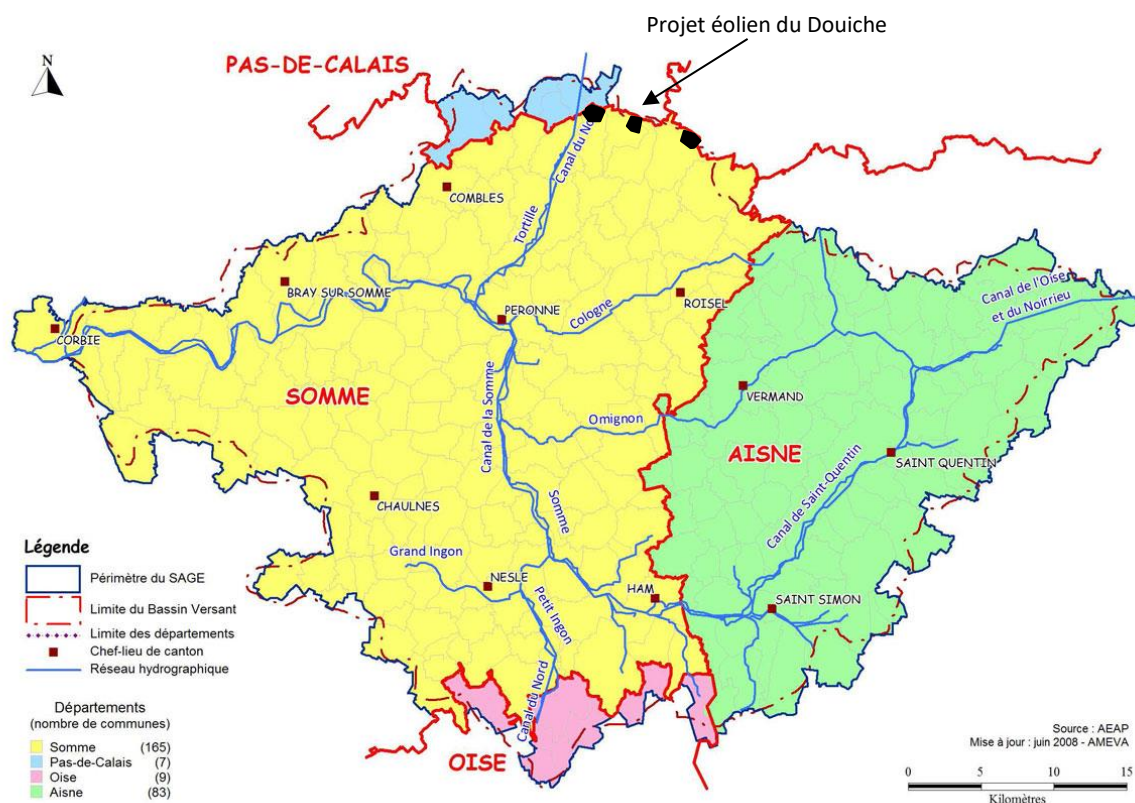 Projet éolien du Douiche
N
PAS-DE-CALAIS
Canal du No
COMBLES
Tortille
BRAY SUR SOMME
PERONNE
Cologne
ROISEL
Canal de l'Oise
et du Noirrieu
CORBIE
SOMME
Canal de la Somme
Omignon
VERMAND
AISNE
SAINT QUENTIN
Canal de Saint-Quentin
CHAULNES
Somme
Grand Ingon
NESLE
Petit Ingon
HAM
SAINT SIMON
Canal du Nord
OISE
Légende
Périmètre du SAGE
Limite du Bassin Versant
Limite des départements
Chef-lieu de canton
Réseau hydrographique
Départements
(nombre de communes)
Somme (165)
Pas-de-Calais (7)
Oise (9)
Aisne (83)
Source : AEAP
Mise à jour : juin 2008 - AMEVA
0 5 10 15
Kilomètres